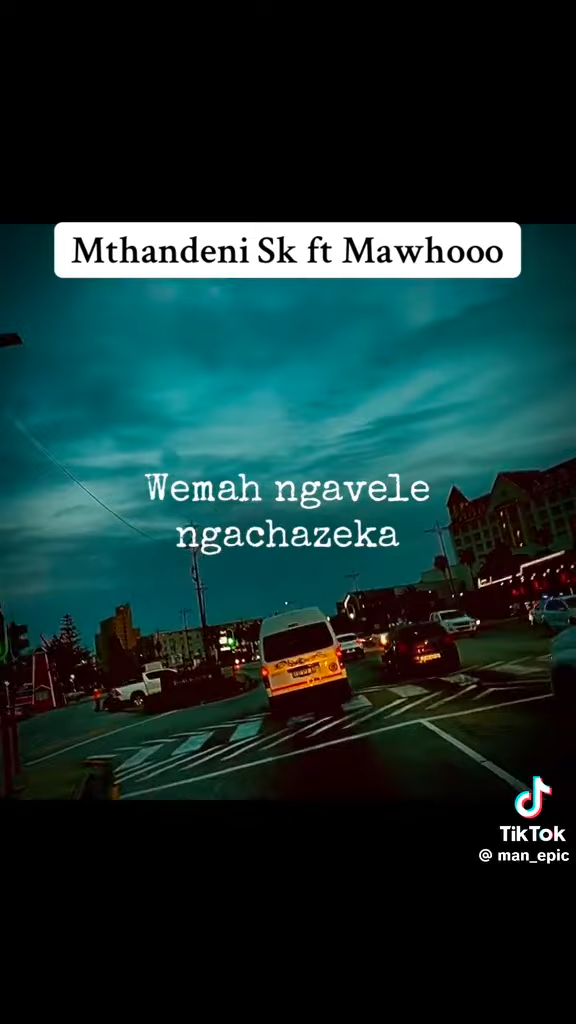 Mthandeni Sk ft Mawhooo
Wemah ngavele
ngachazeka
TikTok
@ man_epic